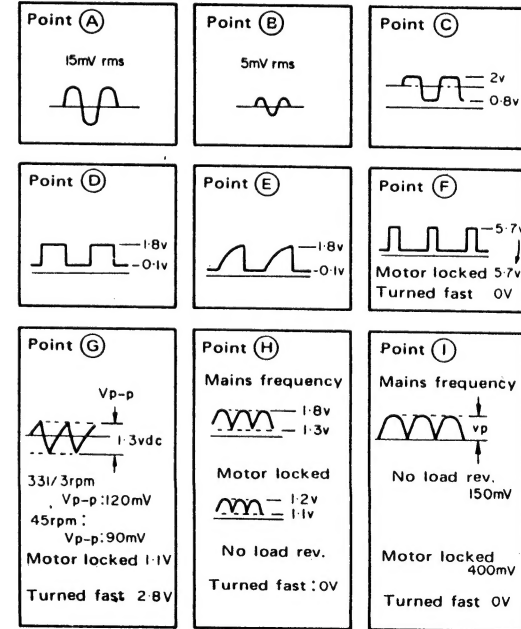 Point A
15mV rms
Point B
5mV rms
Point C
2v
0·8v
Point D
1·8v
0·1v
Point E
1·8v
0·1v
Point F
5·7v
Motor locked 5·7v
Turned fast 0V
Point G
Vp-p
1·3vdc
331/3rpm
Vp-p:120mV
45rpm:
Vp-p:90mV
Motor locked 1·1V
Turned fast 2·8V
Point H
Mains frequency
1·8v
1·3v
Motor locked
1·2v
1·1v
No load rev.
Turned fast:0V
Point I
Mains frequency
vp
No load rev.
150mV
Motor locked
400mV
Turned fast 0V